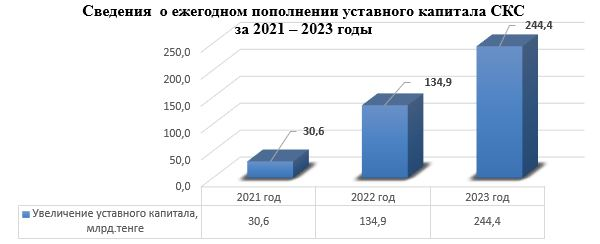 Сведения о ежегодном пополнении уставного капитала СКС
за 2021 – 2023 годы
250,0
200,0
150,0
100,0
50,0
0,0
30,6
134,9
244,4
2021 год 2022 год 2023 год
Увеличение уставного капитала,
млрд.тенге
30,6 134,9 244,4